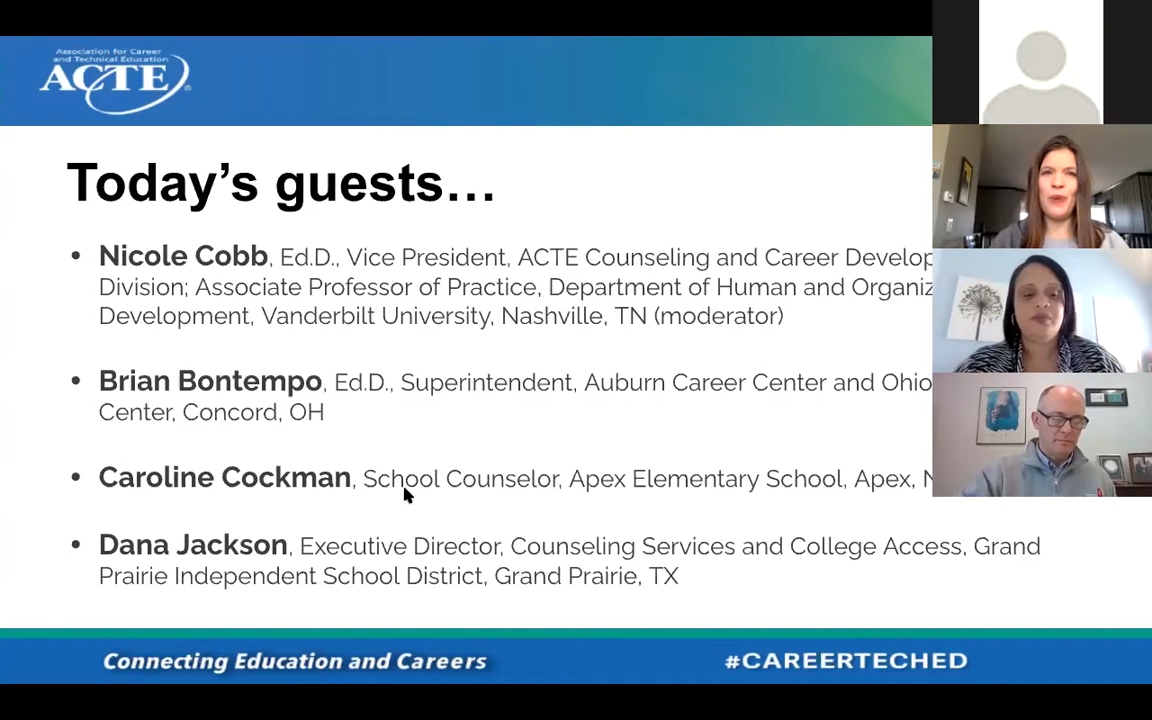 Association for Career
and Technical Education
ACTE
Today's guests…
• Nicole Cobb, Ed.D., Vice President, ACTE Counseling and Career Develop
Division; Associate Professor of Practice, Department of Human and Organiz
Development, Vanderbilt University, Nashville, TN (moderator)
• Brian Bontempo, Ed.D., Superintendent, Auburn Career Center and Ohio
Center, Concord, OH
• Caroline Cockman, School Counselor, Apex Elementary School, Apex, N
• Dana Jackson, Executive Director, Counseling Services and College Access, Grand
Prairie Independent School District, Grand Prairie, TX
Connecting Education and Careers
#CAREERTECHED